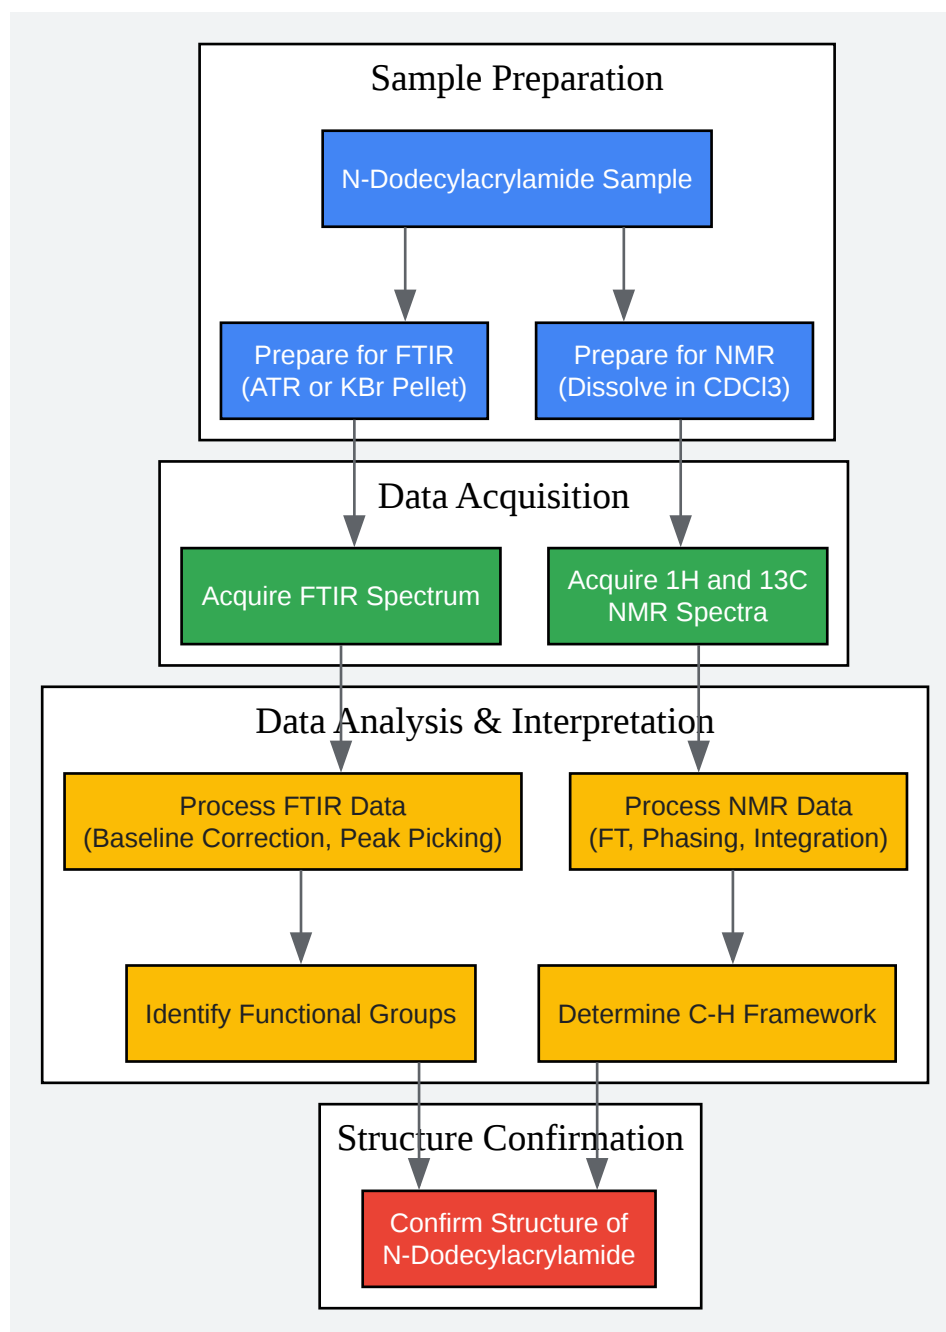 Sample Preparation
N-Dodecylacrylamide Sample
Prepare for FTIR
(ATR or KBr Pellet)
Prepare for NMR
(Dissolve in CDCl3)
Data Acquisition
Acquire FTIR Spectrum
Acquire 1H and 13C
NMR Spectra
Data Analysis & Interpretation
Process FTIR Data
(Baseline Correction, Peak Picking)
Process NMR Data
(FT, Phasing, Integration)
Identify Functional Groups
Determine C-H Framework
Structure Confirmation
Confirm Structure of
N-Dodecylacrylamide